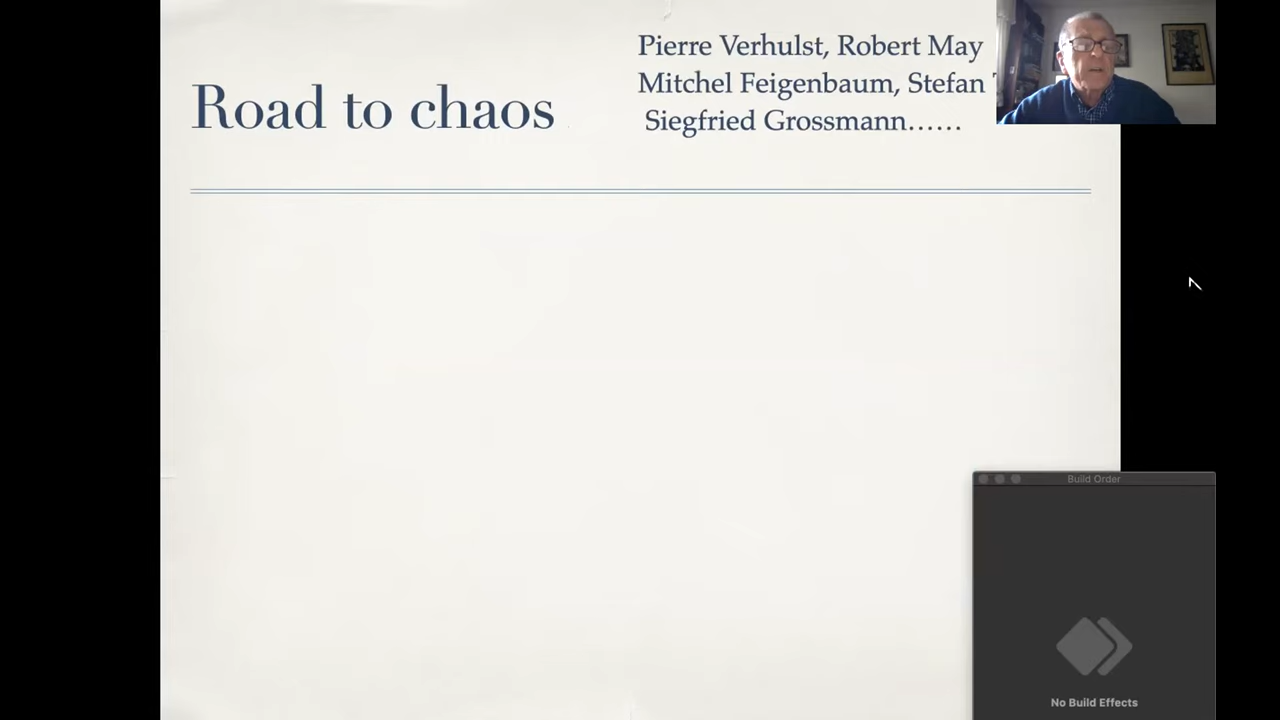 Road to chaos
Pierre Verhulst, Robert May
Mitchel Feigenbaum, Stefan
Siegfried Grossmann......
Build Order
No Build Effects